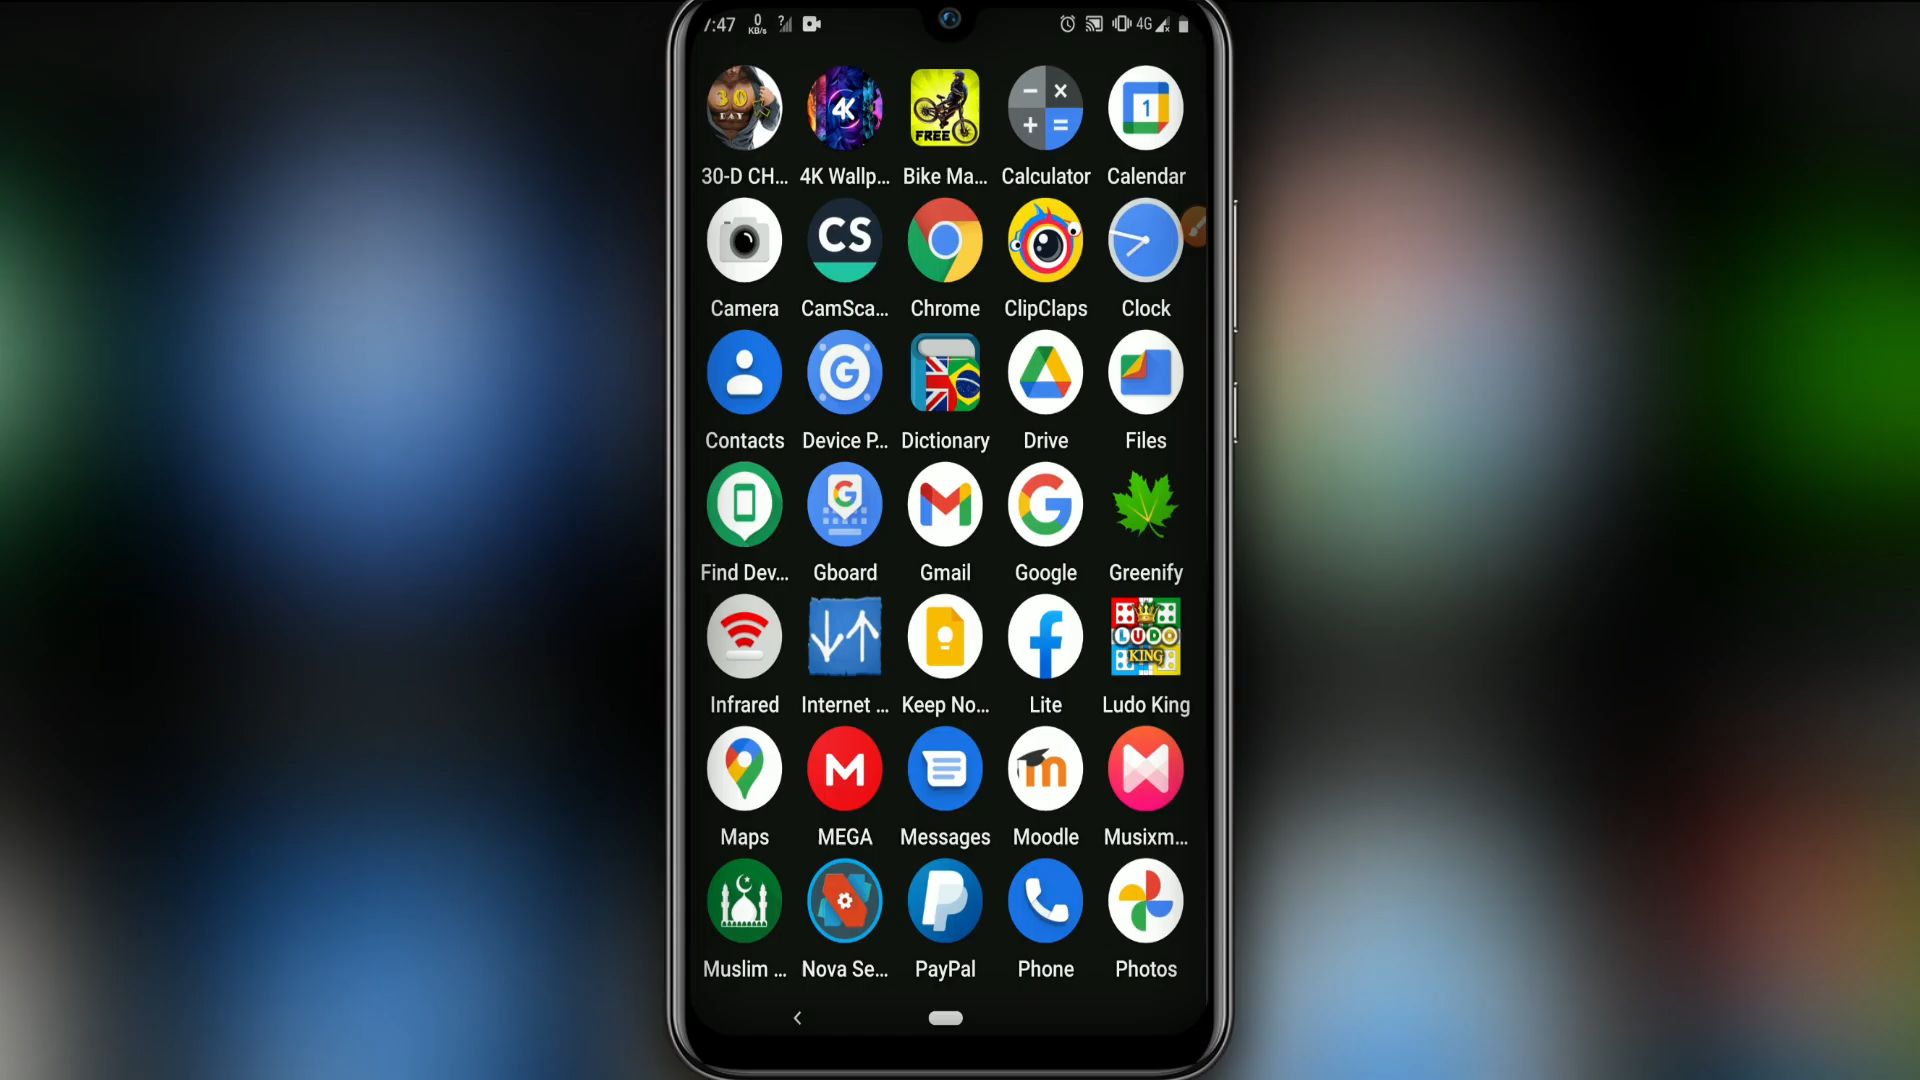 7:47 0 KB/s ? 4G
30 DAY 4K FREE 1
30-D CH... 4K Wallp... Bike Ma... Calculator Calendar
CS
Camera CamSca... Chrome ClipClaps Clock
G
Contacts Device P... Dictionary Drive Files
G M G
Find Dev... Gboard Gmail Google Greenify
f LUDO KING
Infrared Internet ... Keep No... Lite Ludo King
M m
Maps MEGA Messages Moodle Musixm...
P
Muslim ... Nova Se... PayPal Phone Photos